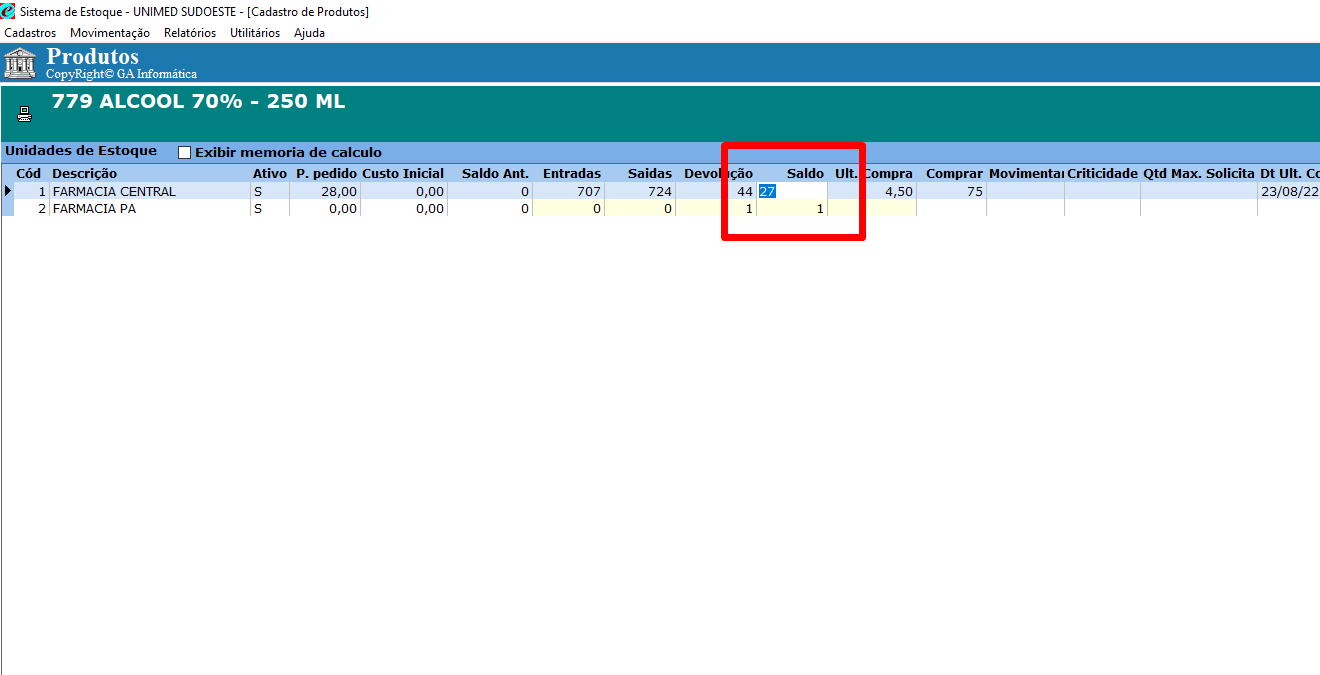 Sistema de Estoque - UNIMED SUDOESTE - [Cadastro de Produtos]
Cadastros Movimentação Relatórios Utilitários Ajuda
Produtos
CopyRight© GA Informática
779 ALCOOL 70% - 250 ML
Unidades de Estoque Exibir memoria de calculo
Cód Descrição Ativo P. pedido Custo Inicial Saldo Ant. Entradas Saidas Devolução Saldo Ult. Compra Comprar Movimentar Criticidade Qtd Max. Solicita Dt Ult. Co
1 FARMACIA CENTRAL S 28,00 0,00 0 707 724 44 27 4,50 75 23/08/22
2 FARMACIA PA S 0,00 0,00 0 0 0 1 1